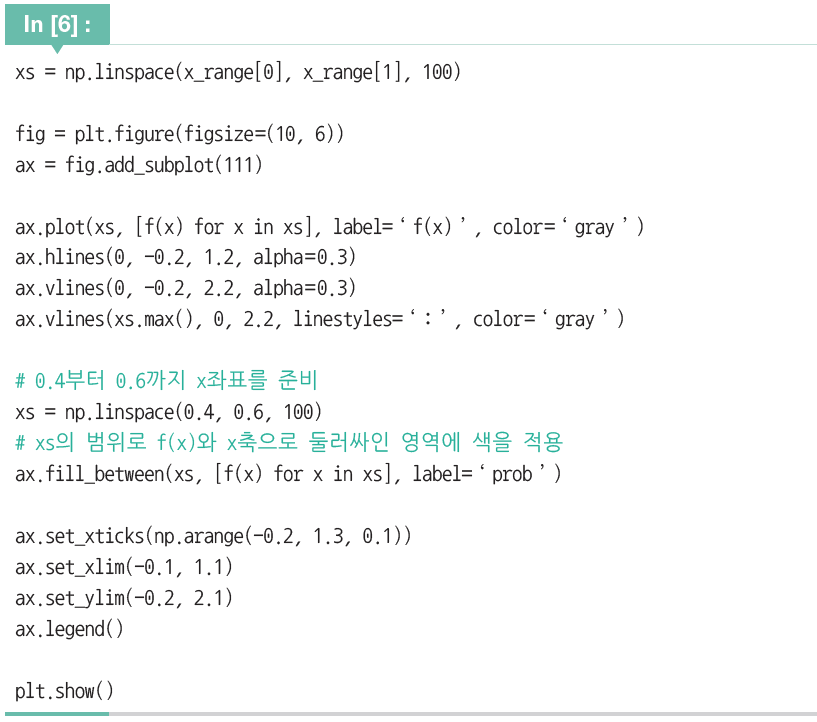 In [6] :
xs = np.linspace(x_range[0], x_range[1], 100)
fig = plt.figure(figsize=(10, 6))
ax = fig.add_subplot(111)
ax.plot(xs, [f(x) for x in xs], label=‘f(x)’, color=‘gray’)
ax.hlines(0, -0.2, 1.2, alpha=0.3)
ax.vlines(0, -0.2, 2.2, alpha=0.3)
ax.vlines(xs.max(), 0, 2.2, linestyles=‘:’, color=‘gray’)
# 0.4부터 0.6까지 x좌표를 준비
xs = np.linspace(0.4, 0.6, 100)
# xs의 범위로 f(x)와 x축으로 둘러싸인 영역에 색을 적용
ax.fill_between(xs, [f(x) for x in xs], label=‘prob’)
ax.set_xticks(np.arange(-0.2, 1.3, 0.1))
ax.set_xlim(-0.1, 1.1)
ax.set_ylim(-0.2, 2.1)
ax.legend()
plt.show()